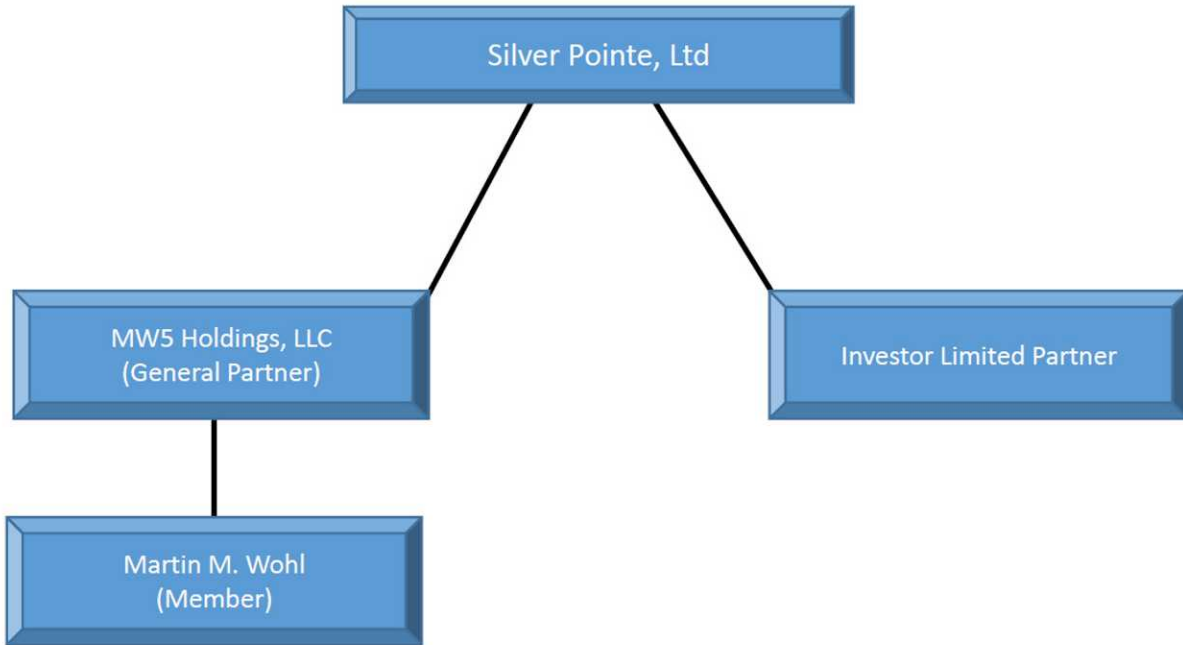 Silver Pointe, Ltd
MW5 Holdings, LLC
(General Partner)
Investor Limited Partner
Martin M. Wohl
(Member)